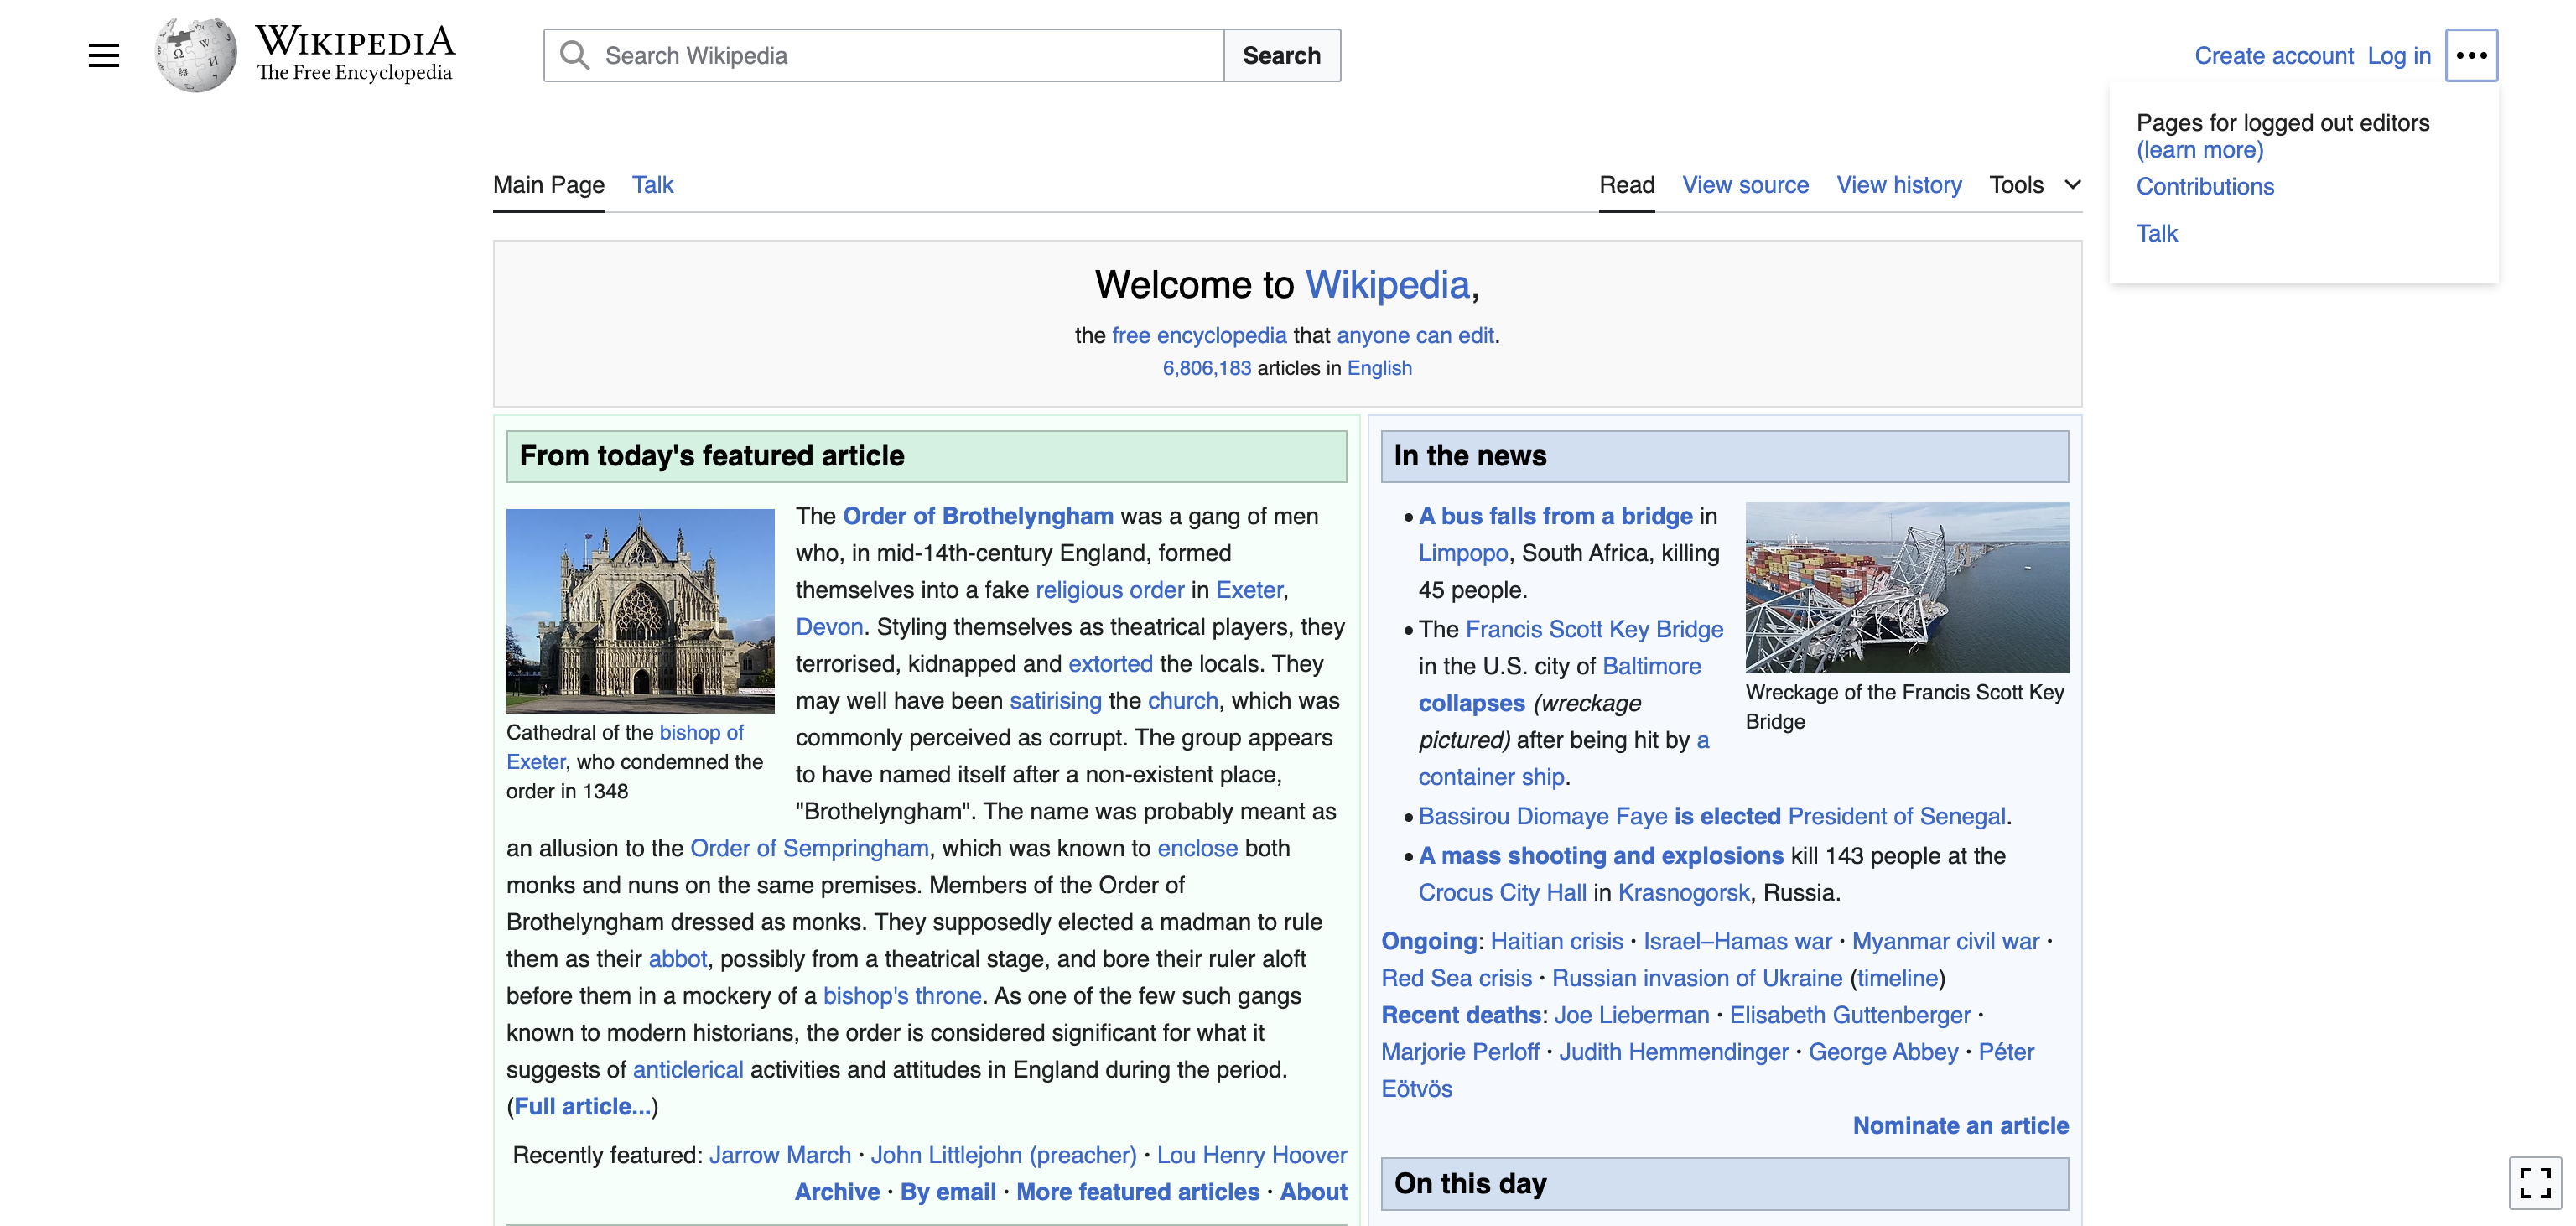 WIKIPEDIA
The Free Encyclopedia
Search Wikipedia
Search
Create account Log in
Pages for logged out editors
(learn more)
Contributions
Talk
Main Page Talk
Read View source View history Tools
Welcome to Wikipedia,
the free encyclopedia that anyone can edit.
6,806,183 articles in English
From today's featured article
Cathedral of the bishop of
Exeter, who condemned the
order in 1348
The Order of Brothelyngham was a gang of men
who, in mid-14th-century England, formed
themselves into a fake religious order in Exeter,
Devon. Styling themselves as theatrical players, they
terrorised, kidnapped and extorted the locals. They
may well have been satirising the church, which was
commonly perceived as corrupt. The group appears
to have named itself after a non-existent place,
"Brothelyngham". The name was probably meant as
an allusion to the Order of Sempringham, which was known to enclose both
monks and nuns on the same premises. Members of the Order of
Brothelyngham dressed as monks. They supposedly elected a madman to rule
them as their abbot, possibly from a theatrical stage, and bore their ruler aloft
before them in a mockery of a bishop's throne. As one of the few such gangs
known to modern historians, the order is considered significant for what it
suggests of anticlerical activities and attitudes in England during the period.
(Full article...)
Recently featured: Jarrow March · John Littlejohn (preacher) · Lou Henry Hoover
Archive · By email · More featured articles · About
In the news
• A bus falls from a bridge in
Limpopo, South Africa, killing
45 people.
• The Francis Scott Key Bridge
in the U.S. city of Baltimore
collapses (wreckage
pictured) after being hit by a
container ship.
Wreckage of the Francis Scott Key
Bridge
• Bassirou Diomaye Faye is elected President of Senegal.
• A mass shooting and explosions kill 143 people at the
Crocus City Hall in Krasnogorsk, Russia.
Ongoing: Haitian crisis · Israel–Hamas war · Myanmar civil war ·
Red Sea crisis · Russian invasion of Ukraine (timeline)
Recent deaths: Joe Lieberman · Elisabeth Guttenberger ·
Marjorie Perloff · Judith Hemmendinger · George Abbey · Péter
Eötvös
Nominate an article
On this day